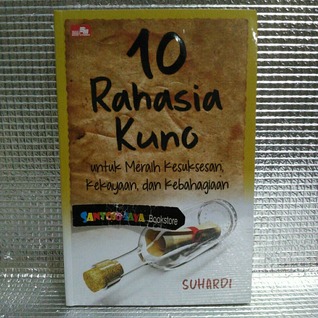 10
Rahasia
Kuno
untuk Meraih Kesuksesan,
Kekayaan, dan Kebahagiaan
Bookstore
SUHARDI